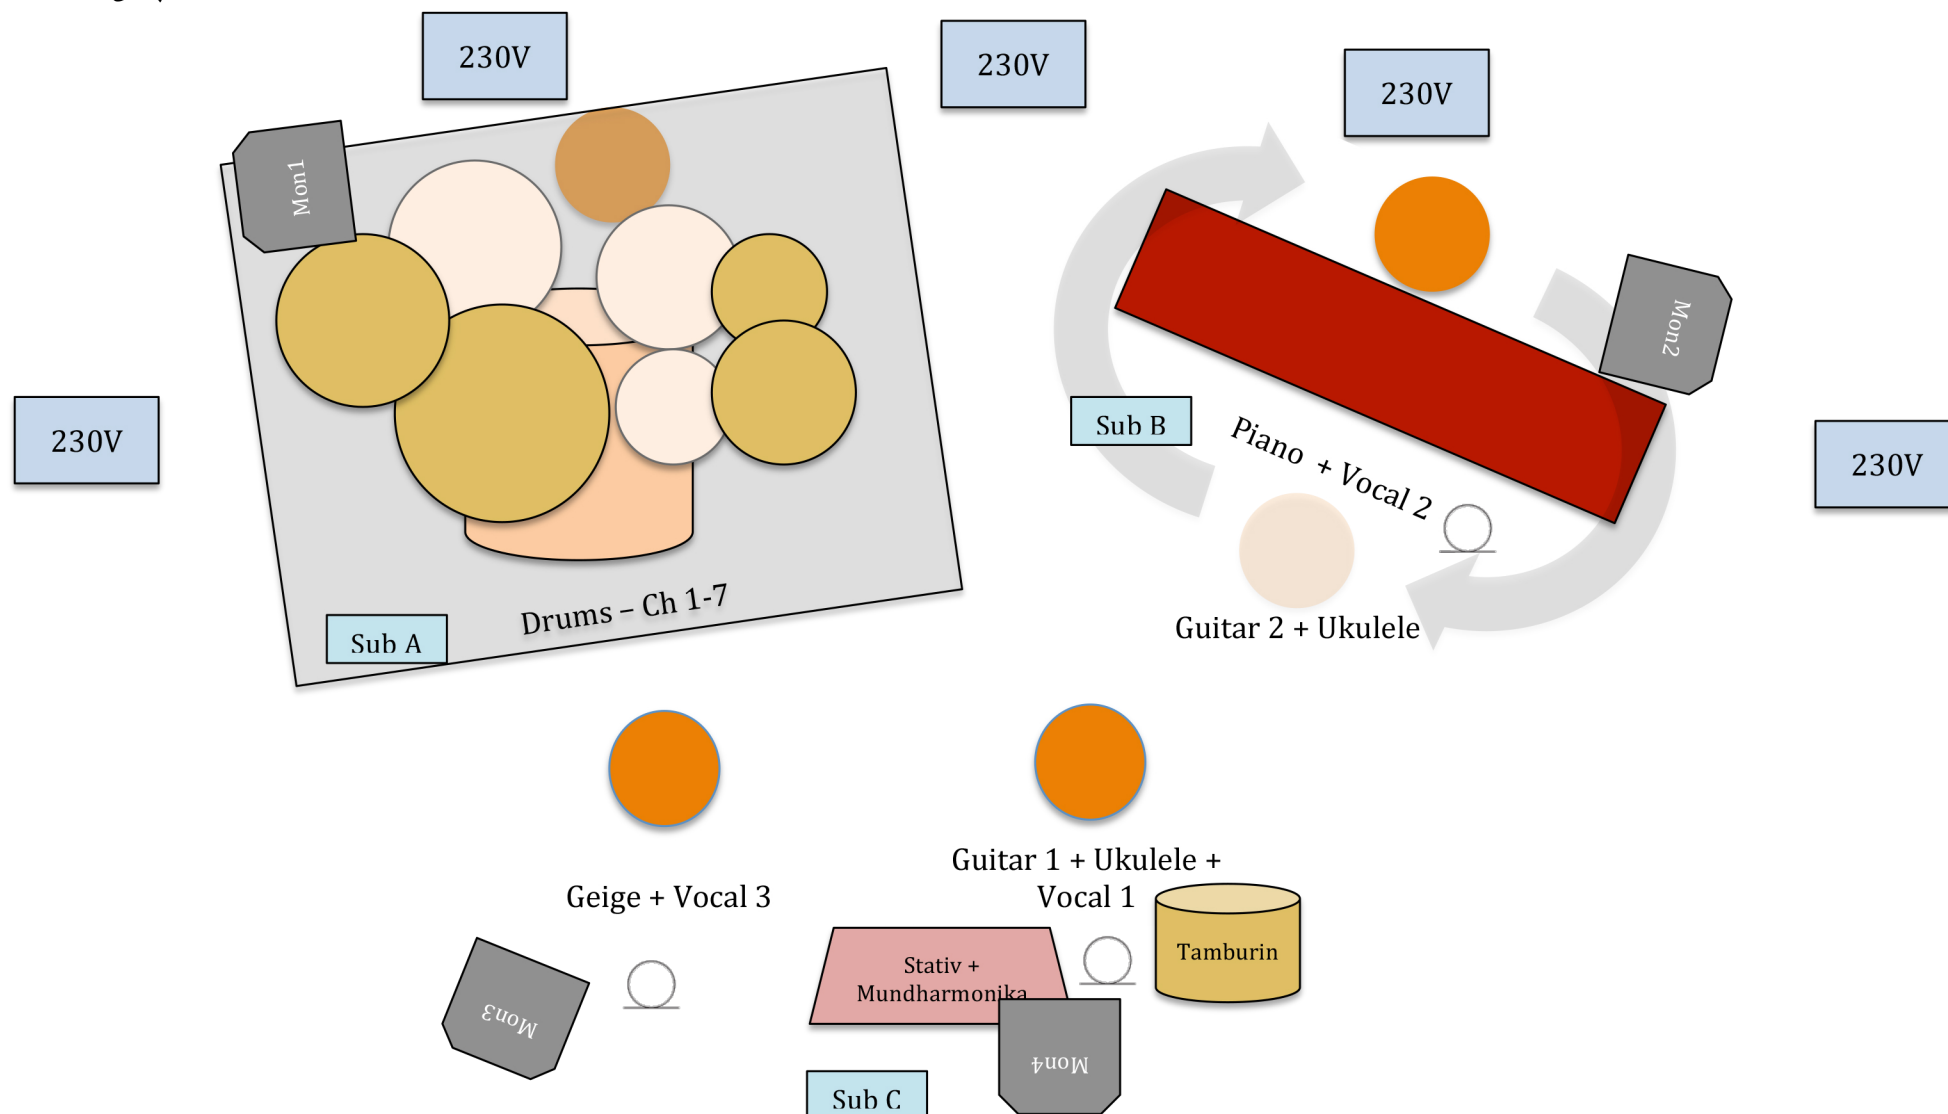 230V
230V
230V
Mon1
Mon2
230V
Sub B
Piano + Vocal 2
230V
Drums – Ch 1-7
Sub A
Guitar 2 + Ukulele
Guitar 1 + Ukulele +
Vocal 1
Geige + Vocal 3
Tamburin
Stativ +
Mundharmonika
Mon3
Mon4
Sub C